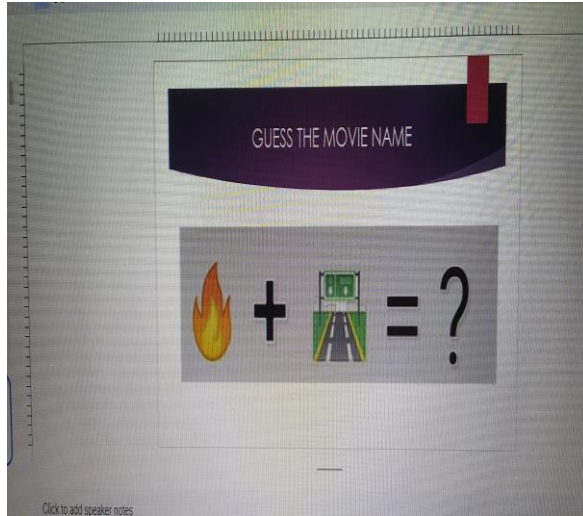 GUESS THE MOVIE NAME
+ = ?
Click to add speaker notes